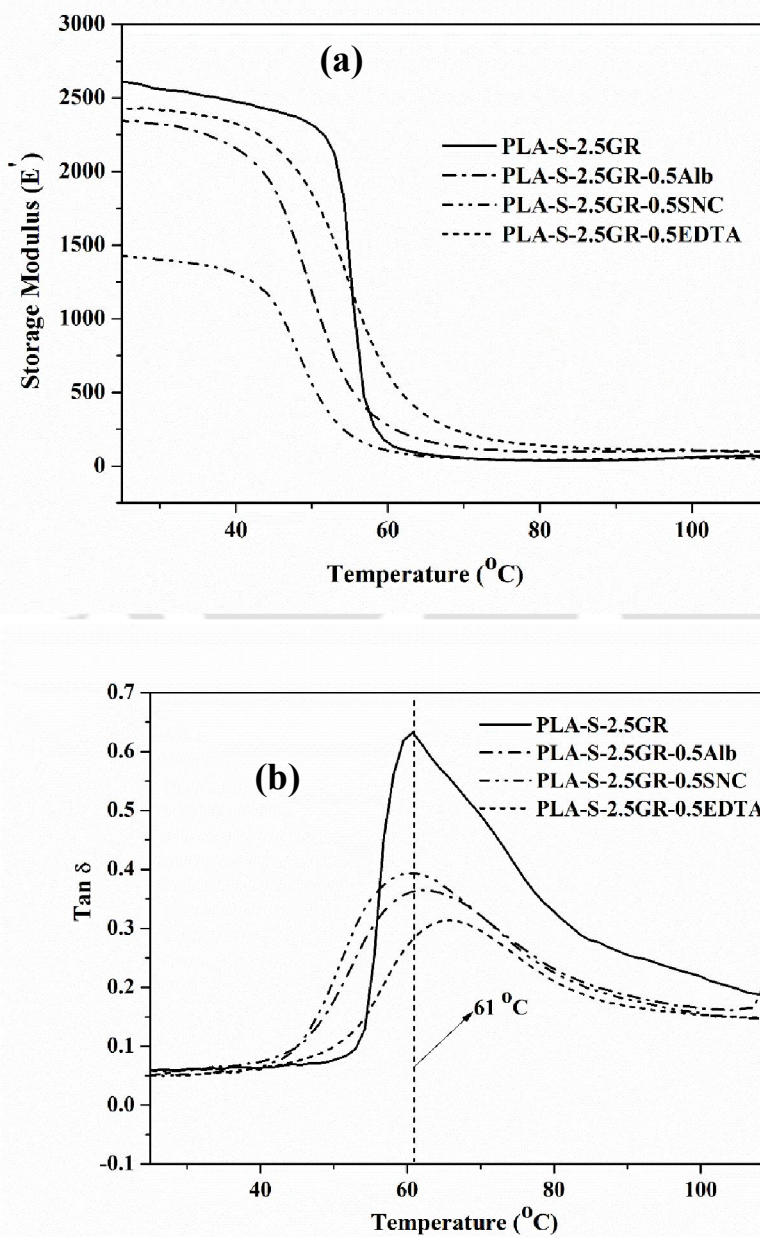 3000
(a)
2500
PLA-S-2.5GR
PLA-S-2.5GR-0.5Alb
2000
PLA-S-2.5GR-0.5SNC
PLA-S-2.5GR-0.5EDTA
1500
Storage Modulus (E')
1000
500
0
40 60 80 100
Temperature (°C)
0.7
PLA-S-2.5GR
0.6
(b)
PLA-S-2.5GR-0.5Alb
PLA-S-2.5GR-0.5SNC
0.5
PLA-S-2.5GR-0.5EDTA
0.4
Tan δ
0.3
0.2
61 °C
0.1
0.0
-0.1
40 60 80 100
Temperature (°C)